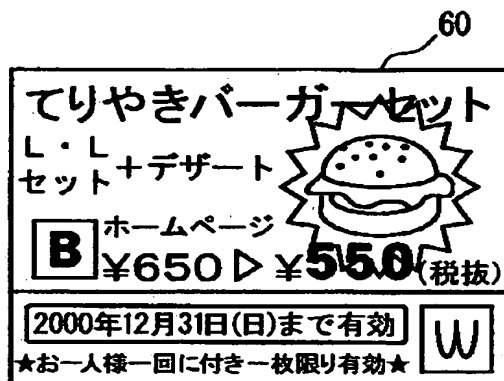 60
てりやきバーガーセット
L・L
セット+デザート
B ホームページ
¥650▷¥550(税抜)
2000年12月31日(日)まで有効
W
★お一人様一回に付き一枚限り有効★